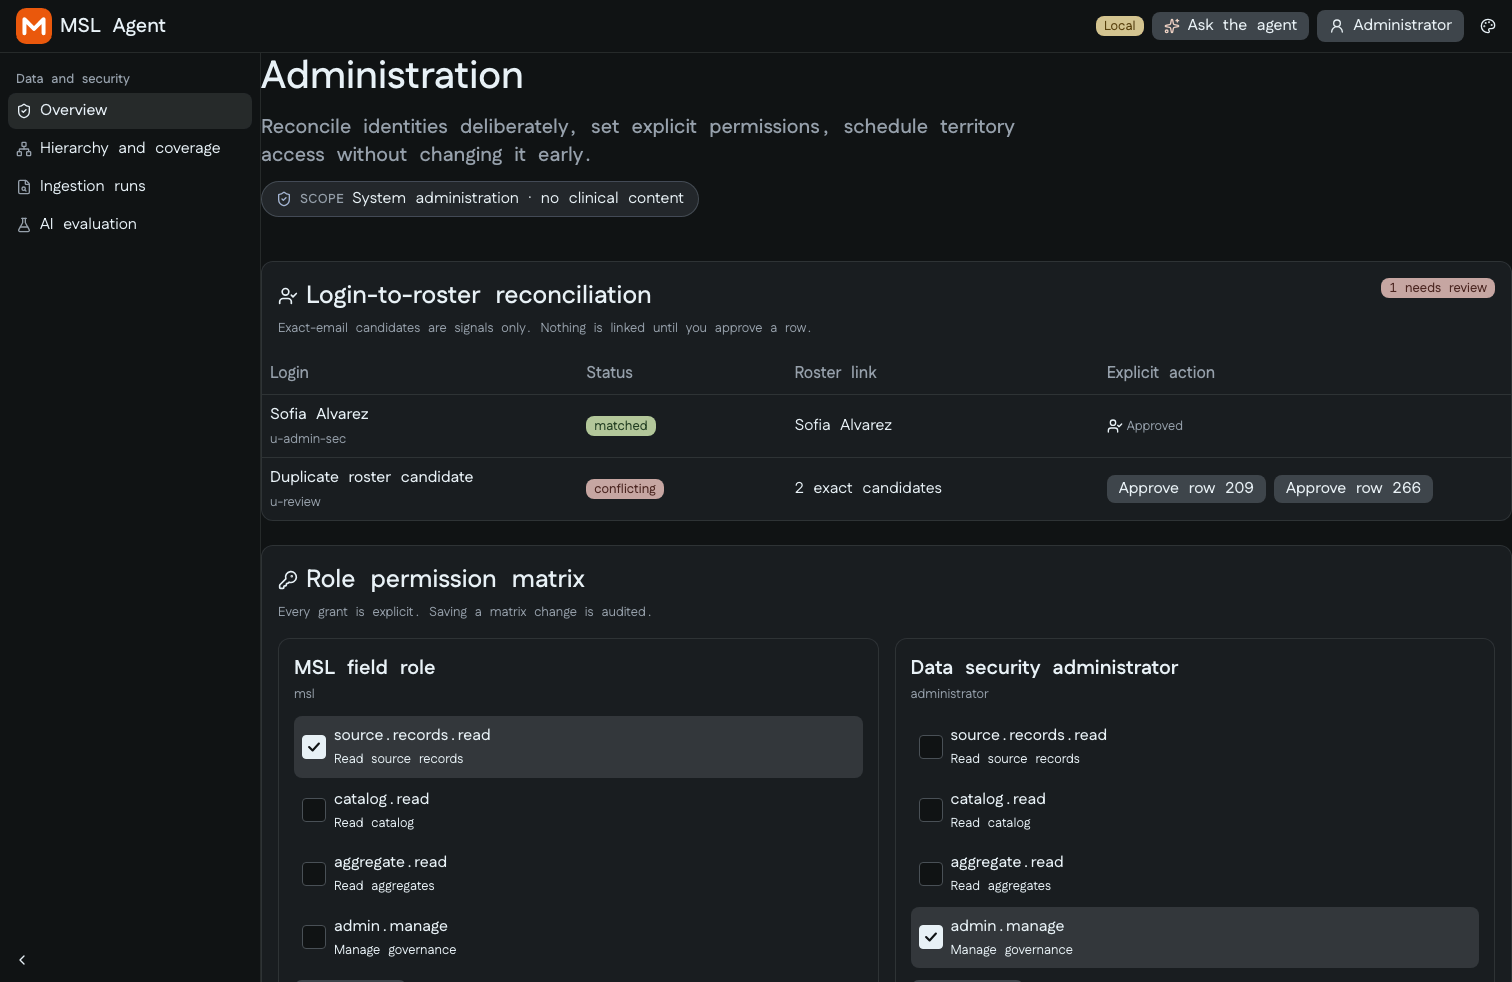 MSL Agent
Local
Ask the agent
Administrator
Data and security
Overview
Hierarchy and coverage
Ingestion runs
AI evaluation
Administration
Reconcile identities deliberately, set explicit permissions, schedule territory
access without changing it early.
SCOPE System administration · no clinical content
Login-to-roster reconciliation
1 needs review
Exact-email candidates are signals only. Nothing is linked until you approve a row.
Login Status Roster link Explicit action
Sofia Alvarez
u-admin-sec
matched
Sofia Alvarez
Approved
Duplicate roster candidate
u-review
conflicting
2 exact candidates
Approve row 209
Approve row 266
Role permission matrix
Every grant is explicit. Saving a matrix change is audited.
MSL field role
msl
source.records.read
Read source records
catalog.read
Read catalog
aggregate.read
Read aggregates
admin.manage
Manage governance
Data security administrator
administrator
source.records.read
Read source records
catalog.read
Read catalog
aggregate.read
Read aggregates
admin.manage
Manage governance